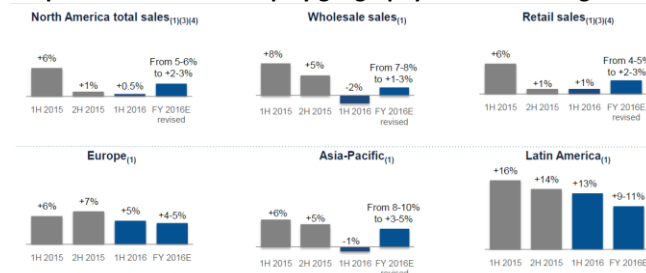 North America total sales(1)(3)(4)
+6%
+1%
+0.5%
From 5-6%
to +2-3%
1H 2015 2H 2015 1H 2016 FY 2016E
revised
Wholesale sales(1)
+8%
+5%
-2%
From 7-8%
to +1-3%
1H 2015 2H 2015 1H 2016 FY 2016E
revised
Retail sales(1)(3)(4)
+6%
+1%
+1%
From 4-5%
to +2-3%
1H 2015 2H 2015 1H 2016 FY 2016E
revised
Europe(1)
+6%
+7%
+5%
+4-5%
1H 2015 2H 2015 1H 2016 FY 2016E
Asia-Pacific(1)
+6%
+5%
-1%
From 8-10%
to +3-5%
1H 2015 2H 2015 1H 2016 FY 2016E
revised
Latin America(1)
+16%
+14%
+13%
+9-11%
1H 2015 2H 2015 1H 2016 FY 2016E